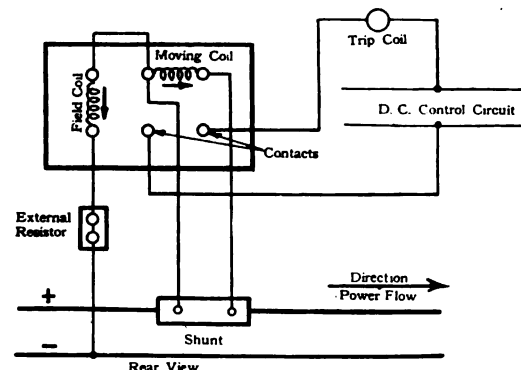 Moving Coil
Trip Coil
Field Coil
D. C. Control Circuit
Contacts
External
Resistor
Direction
Power Flow
+
Shunt
−
Rear View